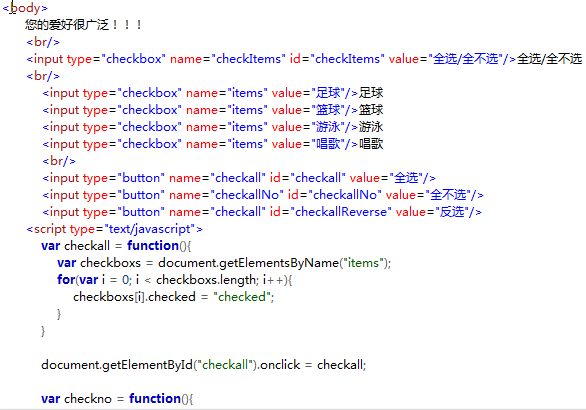 <body>
您的爱好很广泛！！！
<br/>
<input type="checkbox" name="checkItems" id="checkItems" value="全选/全不选"/>全选/全不选
<br/>
<input type="checkbox" name="items" value="足球"/>足球
<input type="checkbox" name="items" value="篮球"/>篮球
<input type="checkbox" name="items" value="游泳"/>游泳
<input type="checkbox" name="items" value="唱歌"/>唱歌
<br/>
<input type="button" name="checkall" id="checkall" value="全选"/>
<input type="button" name="checkallNo" id="checkallNo" value="全不选"/>
<input type="button" name="checkall" id="checkallReverse" value="反选"/>
<script type="text/javascript">
var checkall = function(){
var checkboxs = document.getElementsByName("items");
for(var i = 0; i < checkboxs.length; i++){
checkboxs[i].checked = "checked";
}
}
document.getElementById("checkall").onclick = checkall;
var checkno = function(){